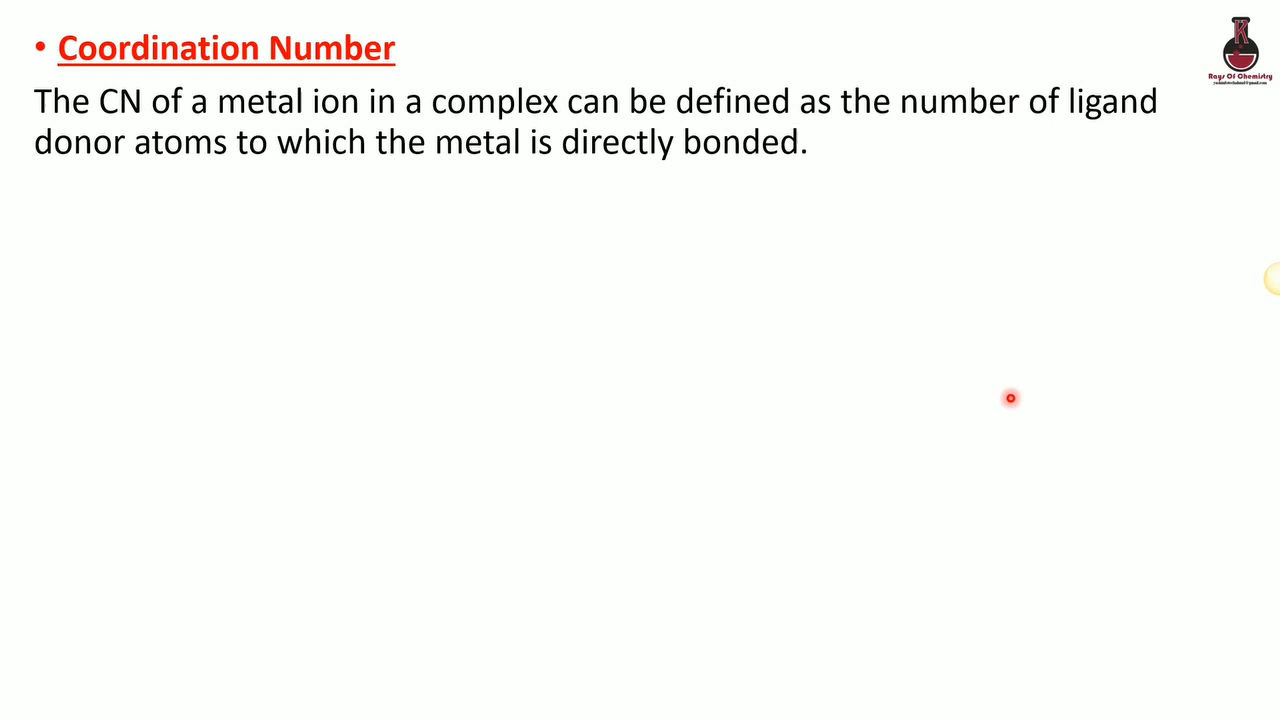 • Coordination Number
The CN of a metal ion in a complex can be defined as the number of ligand
donor atoms to which the metal is directly bonded.
K
Rays Of Chemistry